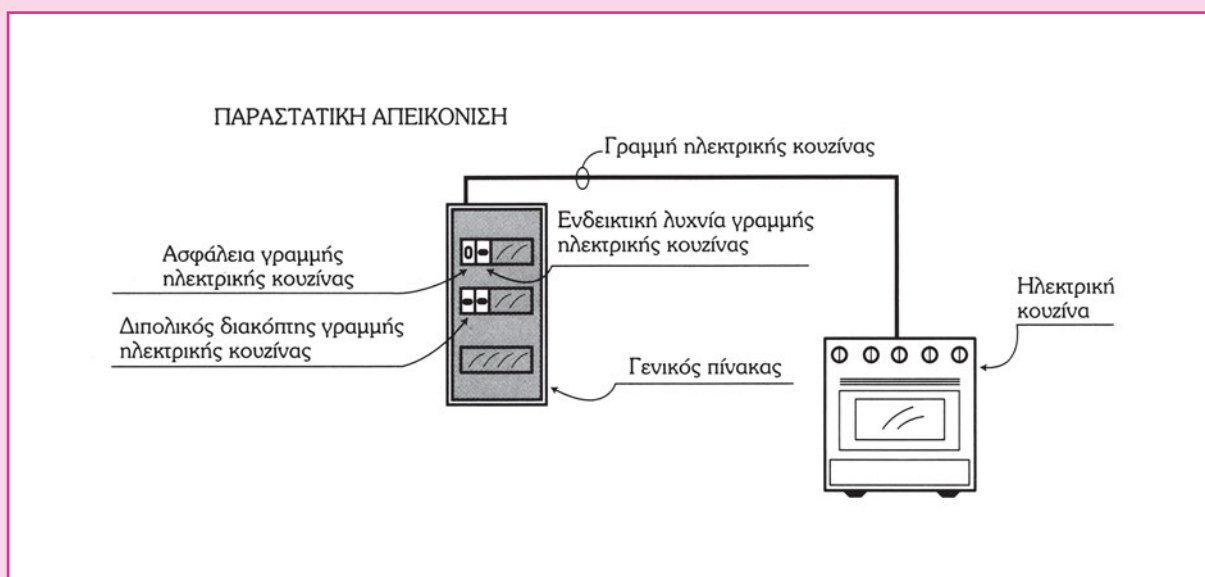 ΠΑΡΑΣΤΑΤΙΚΗ ΑΠΕΙΚΟΝΙΣΗ
Γραμμή ηλεκτρικής κουζίνας
Ενδεικτική λυχνία γραμμής
ηλεκτρικής κουζίνας
Ασφάλεια γραμμής
ηλεκτρικής κουζίνας
Διπολικός διακόπτης γραμμής
ηλεκτρικής κουζίνας
Γενικός πίνακας
Ηλεκτρική
κουζίνα